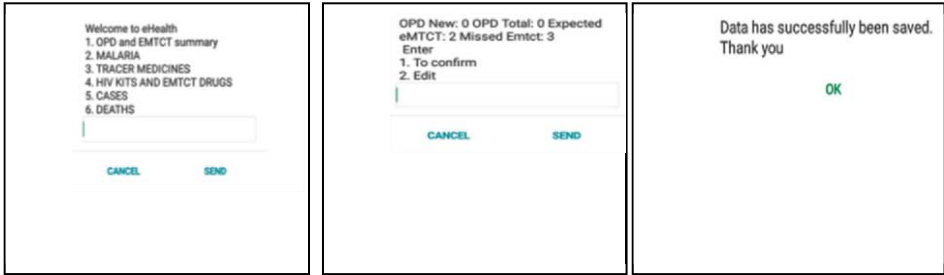 Welcome to eHealth
1. OPD and EMTCT summary
2. MALARIA
3. TRACER MEDICINES
4. HIV KITS AND EMTCT DRUGS
5. CASES
6. DEATHS
CANCEL SEND
OPD New: 0 OPD Total: 0 Expected
eMTCT: 2 Missed Emtct: 3
Enter
1. To confirm
2. Edit
CANCEL SEND
Data has successfully been saved.
Thank you
OK